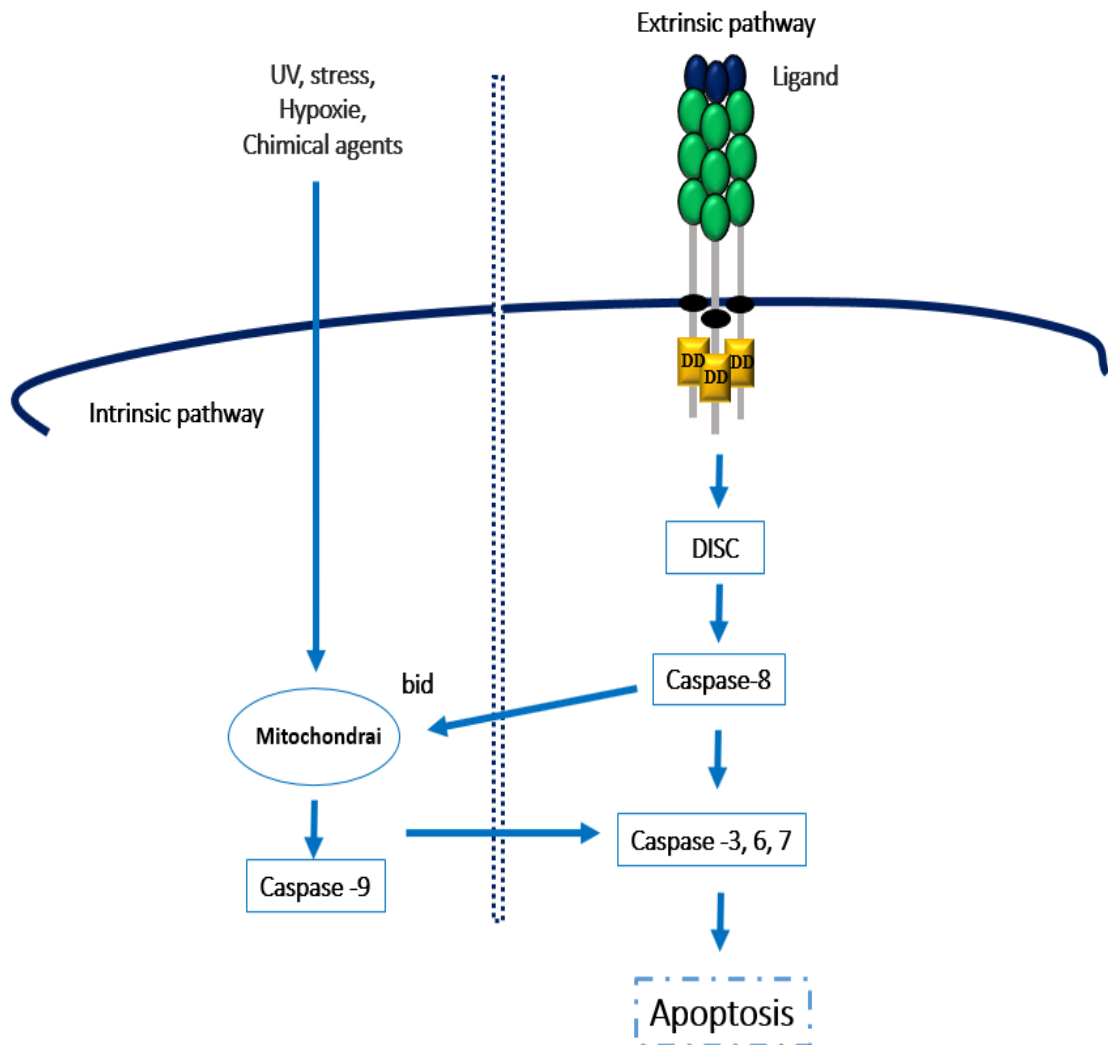 Extrinsic pathway
Ligand
UV, stress,
Hypoxie,
Chimical agents
DD
DD
DD
Intrinsic pathway
DISC
Caspase-8
bid
Mitochondrai
Caspase -3, 6, 7
Caspase -9
Apoptosis